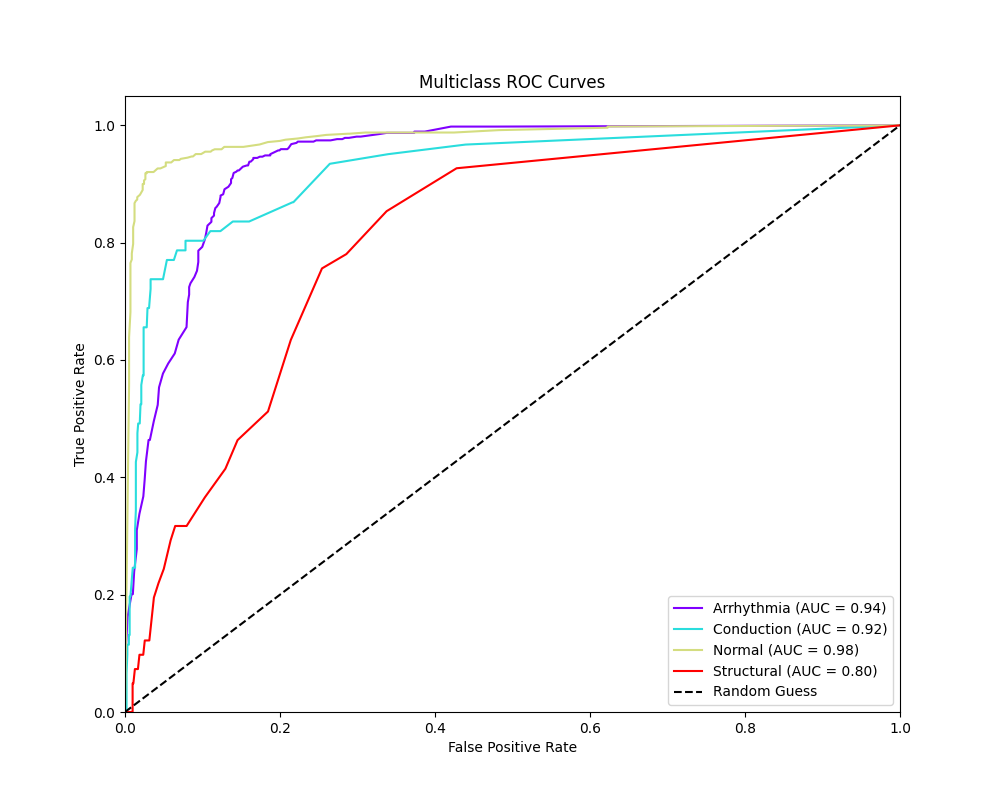 Multiclass ROC Curves
True Positive Rate
1.0
0.8
0.6
0.4
0.2
0.0
0.0 0.2 0.4 0.6 0.8 1.0
False Positive Rate
Arrhythmia (AUC = 0.94)
Conduction (AUC = 0.92)
Normal (AUC = 0.98)
Structural (AUC = 0.80)
Random Guess